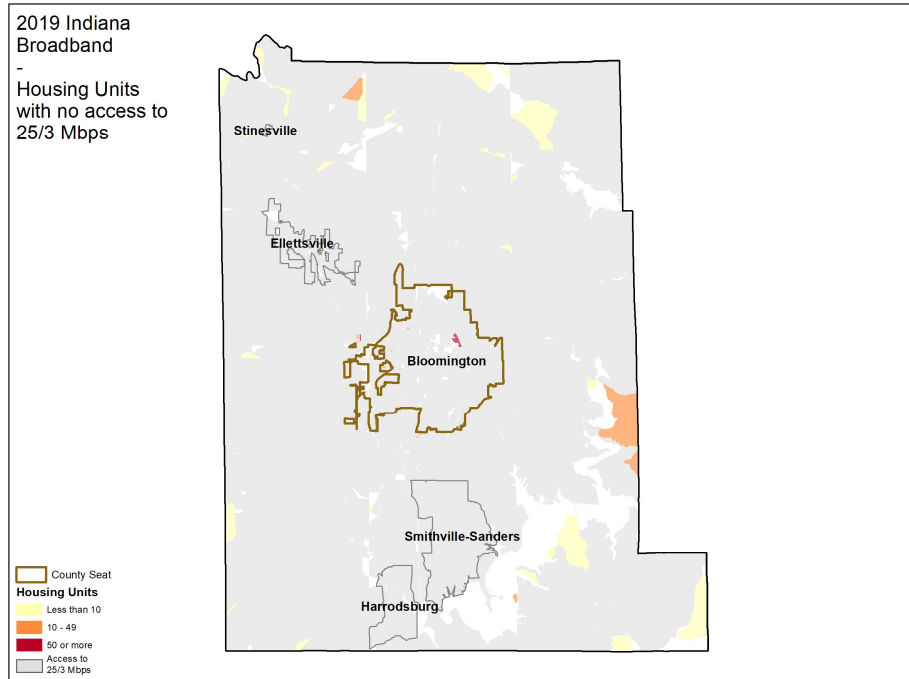 2019 Indiana
Broadband
-
Housing Units
with no access to
25/3 Mbps
Stinesville
Ellettsville
Bloomington
Smithville-Sanders
Harrodsburg
County Seat
Housing Units
Less than 10
10 - 49
50 or more
Access to
25/3 Mbps